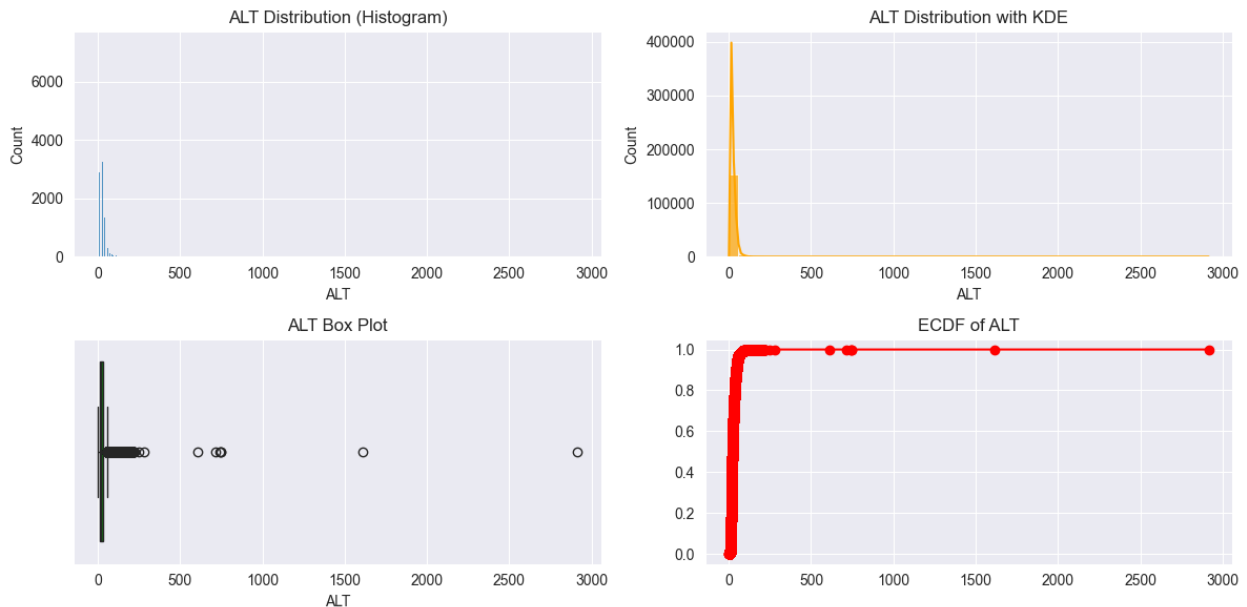 ALT Distribution (Histogram)
6000
4000
2000
0
Count
0 500 1000 1500 2000 2500 3000
ALT
ALT Distribution with KDE
400000
300000
200000
100000
0
Count
0 500 1000 1500 2000 2500 3000
ALT
ALT Box Plot
0 500 1000 1500 2000 2500 3000
ALT
ECDF of ALT
1.0
0.8
0.6
0.4
0.2
0.0
0 500 1000 1500 2000 2500 3000